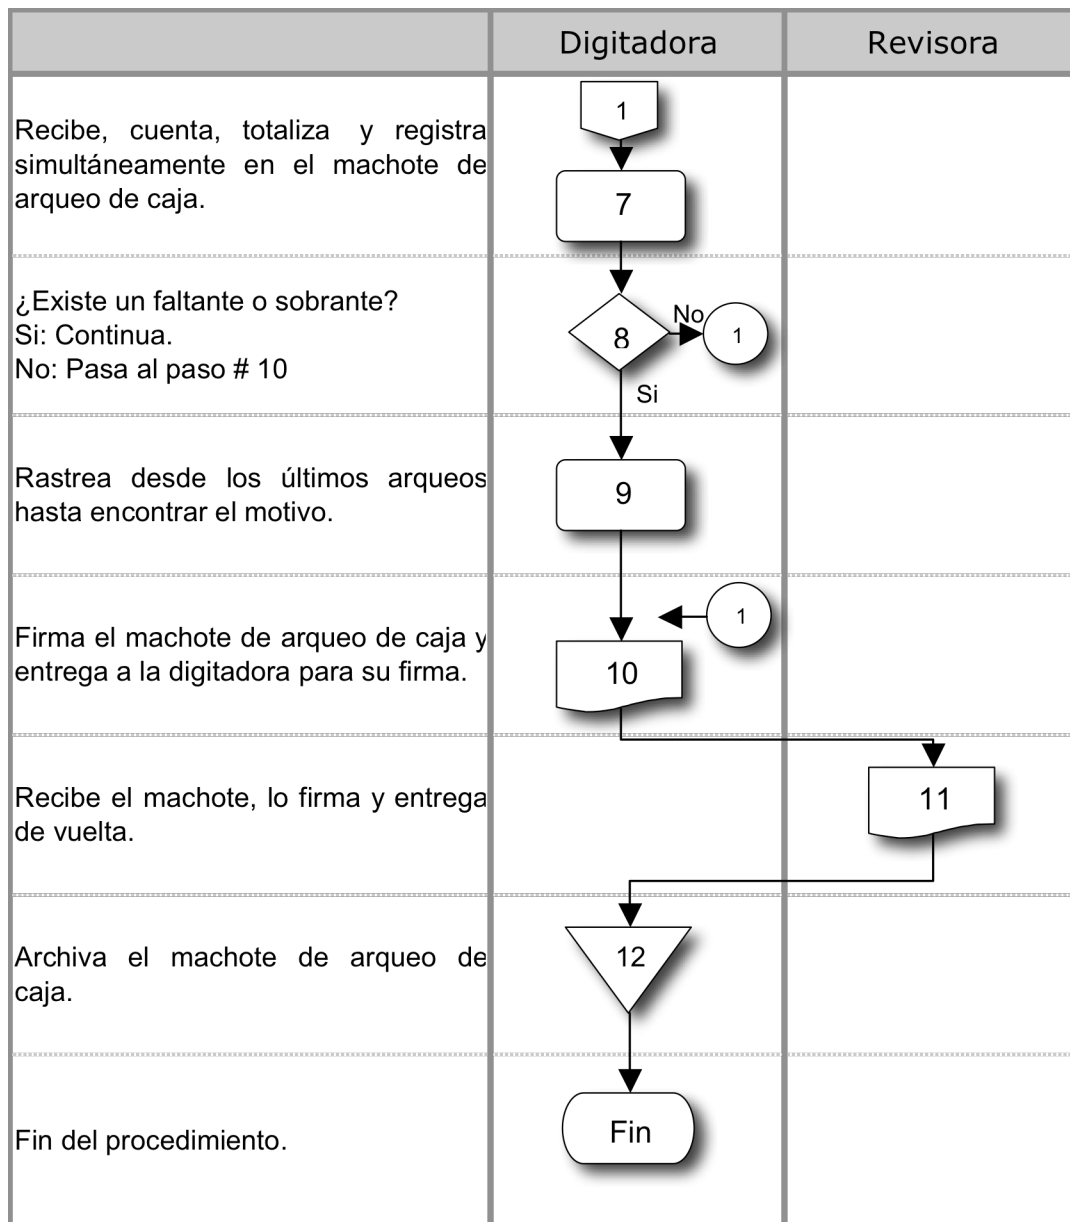 Digitadora Revisora
1
Recibe, cuenta, totaliza y registra
simultáneamente en el machote de
arqueo de caja.
7
¿Existe un faltante o sobrante?
Si: Continua.
No: Pasa al paso # 10
8
No
1
Si
Rastrea desde los últimos arqueos
hasta encontrar el motivo.
9
1
Firma el machote de arqueo de caja y
entrega a la digitadora para su firma.
10
Recibe el machote, lo firma y entrega
de vuelta.
11
Archiva el machote de arqueo de
caja.
12
Fin del procedimiento.
Fin